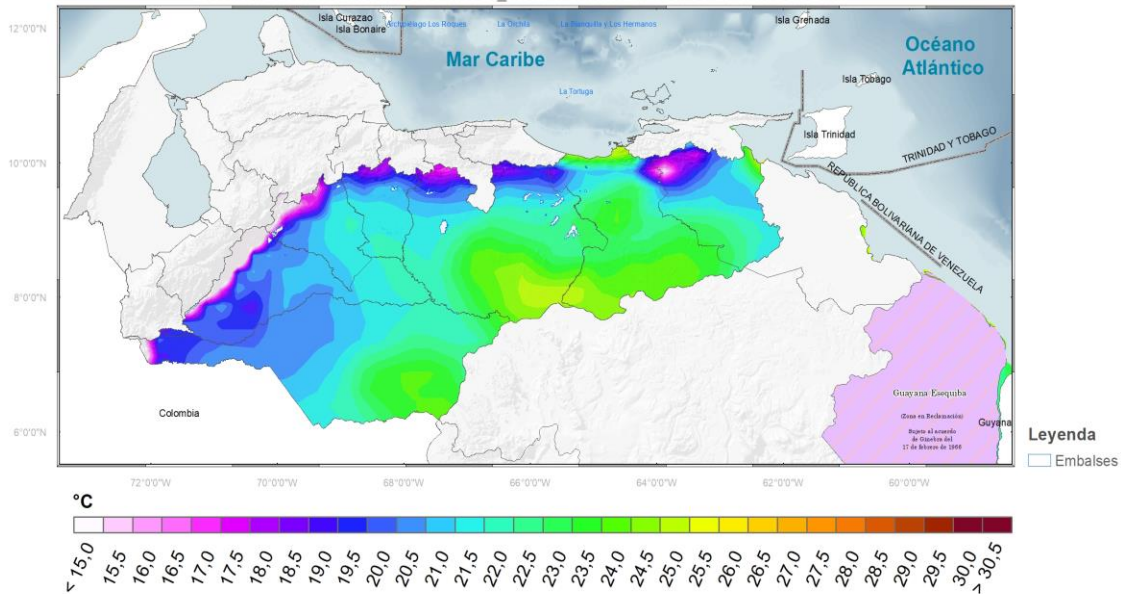 12°0'0"N
Isla Curazao
Isla Bonaire
Archipiélago Los Roques
La Orchila
La Blanquilla y Los Hermanos
Isla Grenada
Mar Caribe
Océano
Atlántico
La Tortuga
Isla Tobago
Isla Trinidad
10°0'0"N
TRINIDAD Y TOBAGO
REPUBLICA BOLIVARIANA DE VENEZUELA
8°0'0"N
Guayana Esequiba
(Zona en Reclamación)
Sujeto al acuerdo
de Ginebra del
17 de febrero de 1966
Colombia
Guyana
6°0'0"N
Leyenda
Embalses
72°0'0"W 70°0'0"W 68°0'0"W 66°0'0"W 64°0'0"W 62°0'0"W 60°0'0"W
°C
< 15,0 15,5 16,0 16,5 17,0 17,5 18,0 18,5 19,0 19,5 20,0 20,5 21,0 21,5 22,0 22,5 23,0 23,5 24,0 24,5 25,0 25,5 26,0 26,5 27,0 27,5 28,0 28,5 29,0 29,5 30,0 > 30,5